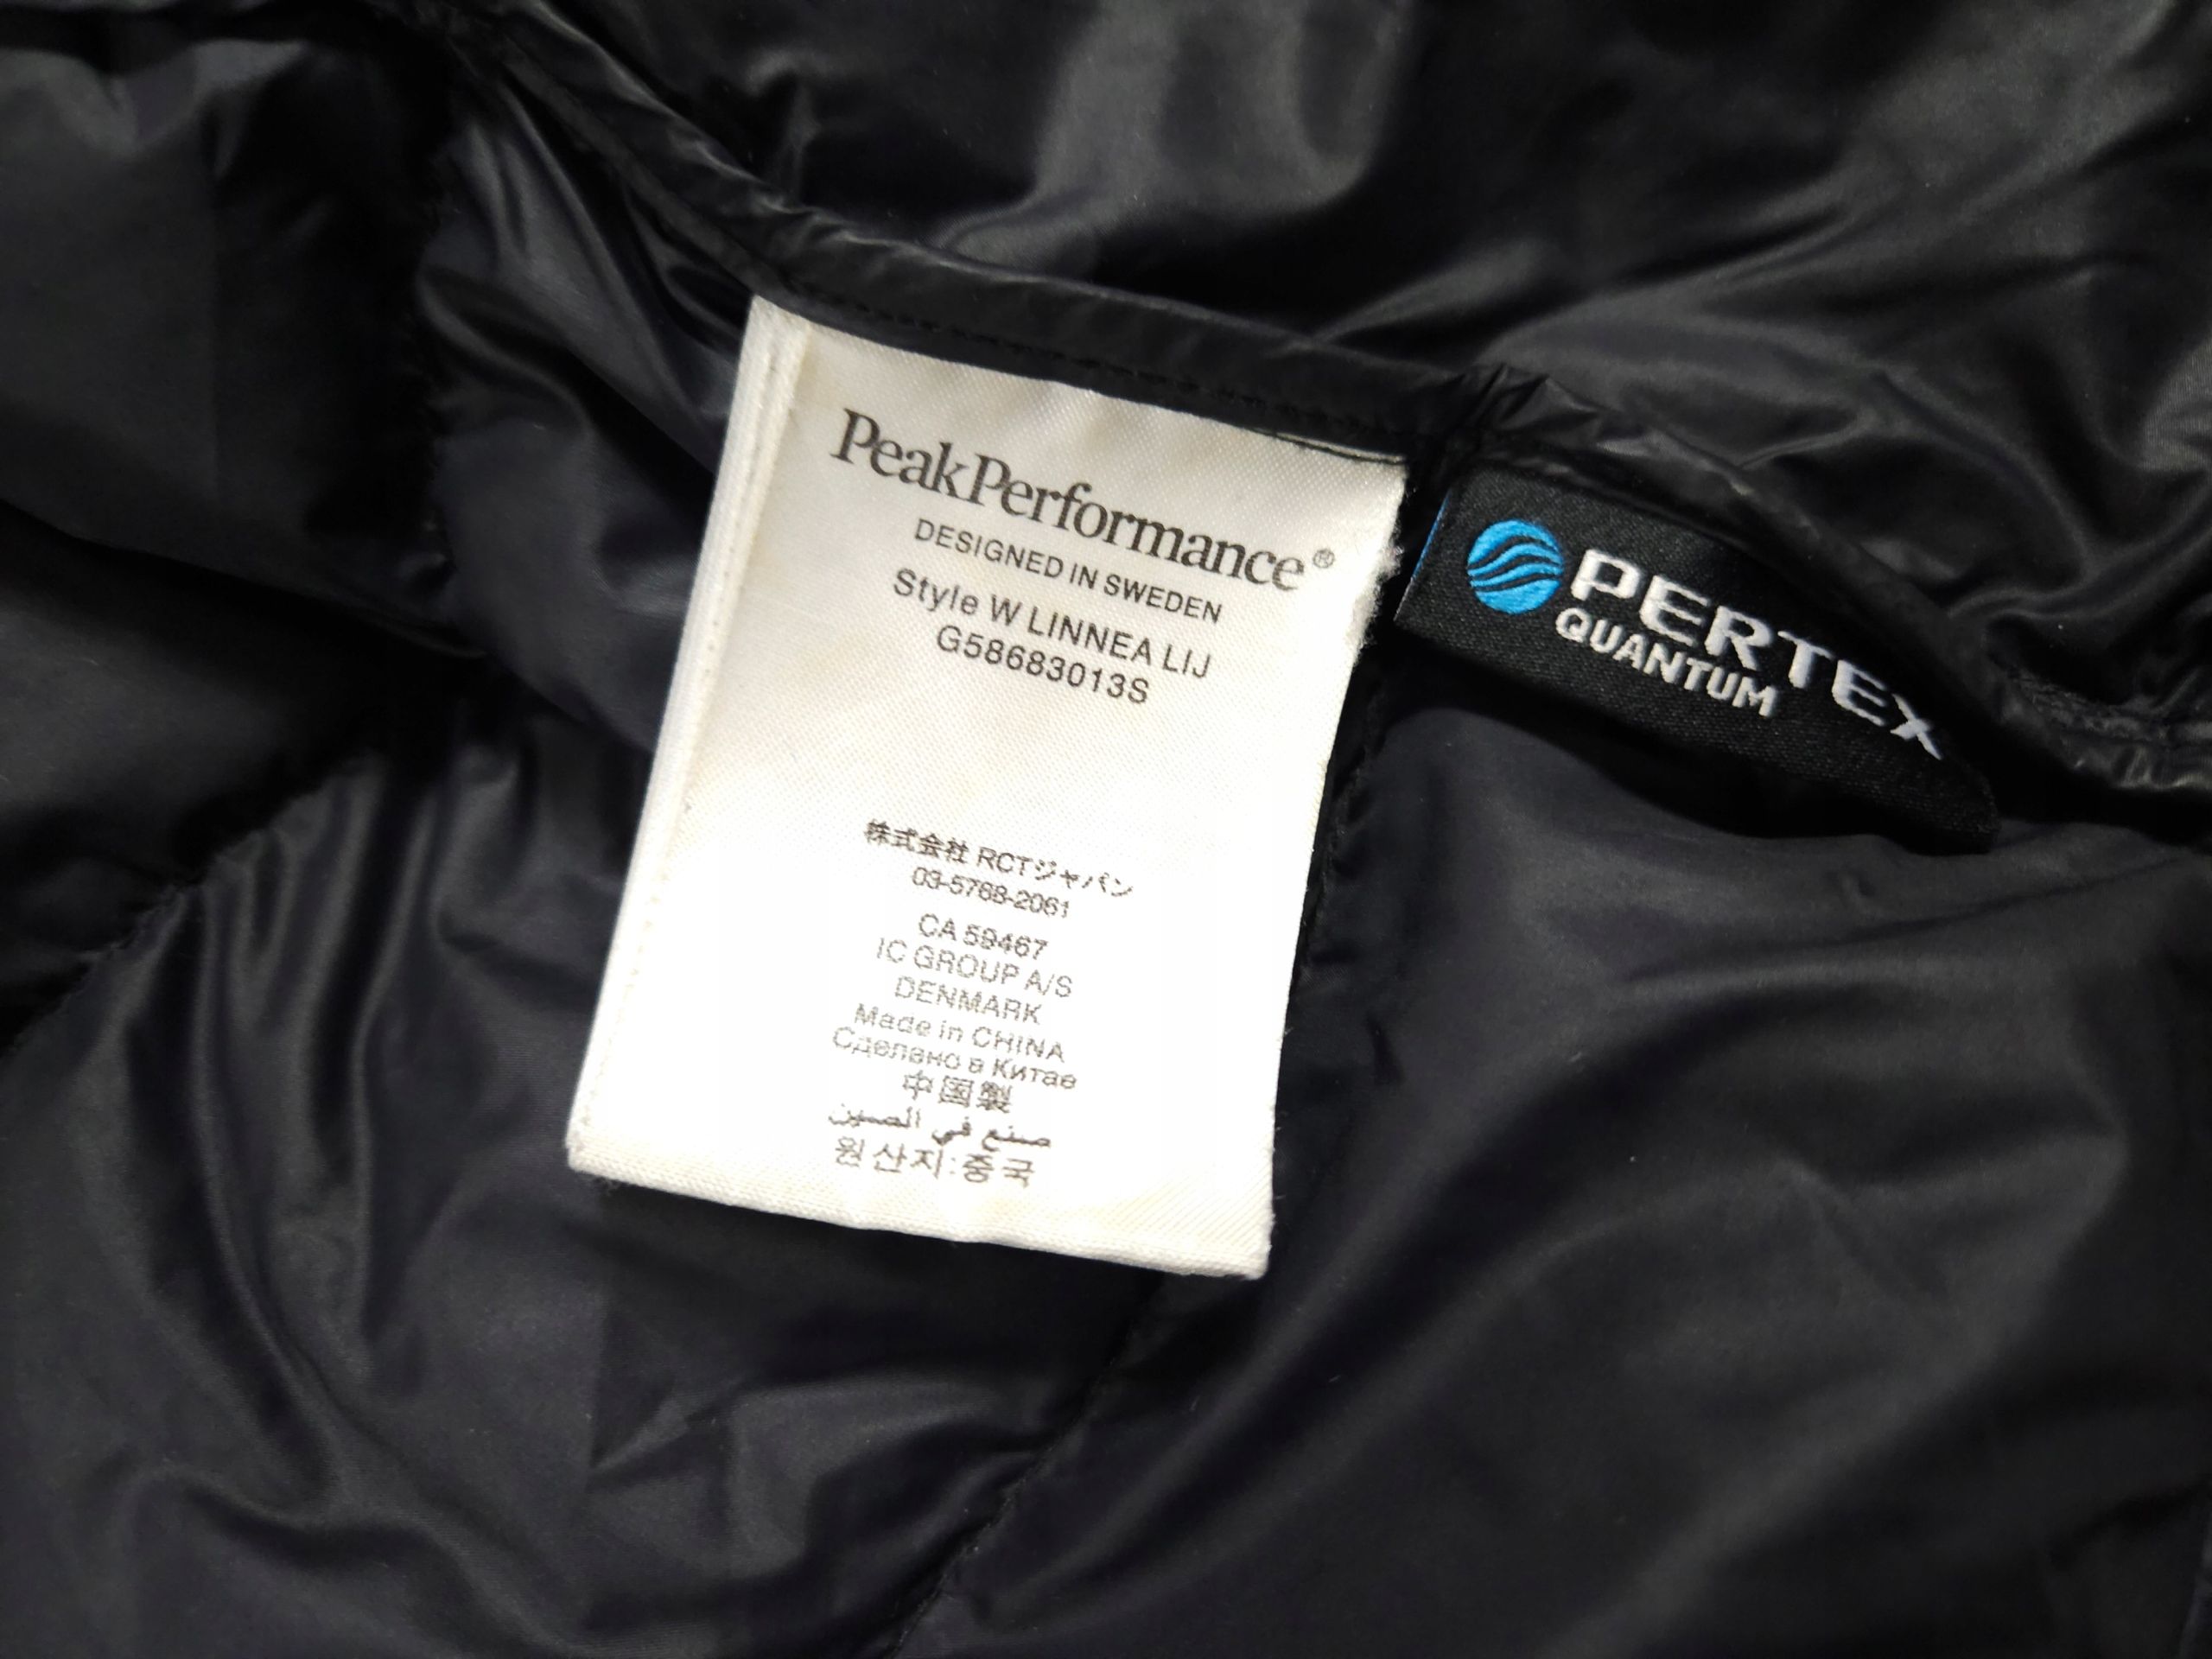 PeakPerformance®
DESIGNED IN SWEDEN
Style W LINNEA LIJ
G58683013S
株式会社 RCTジャパン
03-5768-2061
CA 59467
IC GROUP A/S
DENMARK
Made in CHINA
Сделано в Китае
中国製
صنع في الصين
원산지:중국
PERTEX
QUANTUM